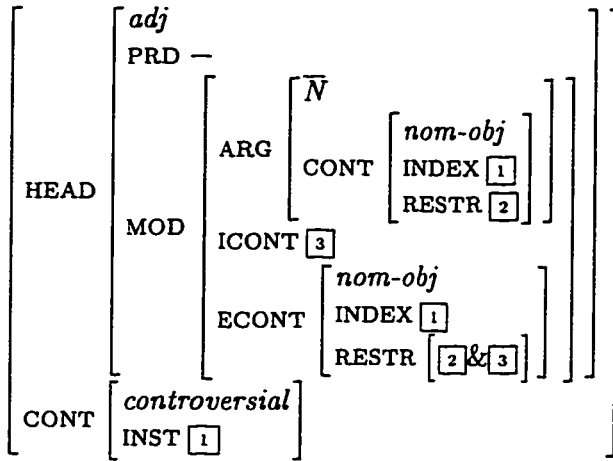 adj
PRD −
N̅
nom-obj
ARG
CONT INDEX 1
RESTR 2
HEAD
MOD
ICONT 3
nom-obj
ECONT INDEX 1
RESTR [2&3]
controversial
CONT
INST 1